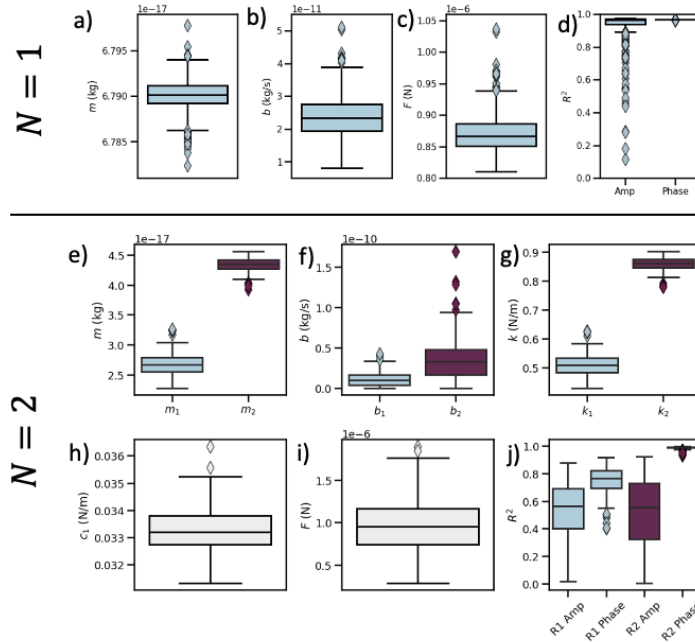 N = 1
a)
1e−17
m (kg)
6.795
6.790
6.785
b)
1e−11
b (kg/s)
5
4
3
2
1
c)
1e−6
F (N)
1.05
1.00
0.95
0.90
0.85
0.80
d)
R²
1.0
0.8
0.6
0.4
0.2
0.0
Amp
Phase
N = 2
e)
1e−17
m (kg)
4.5
4.0
3.5
3.0
2.5
m₁
m₂
f)
1e−10
b (kg/s)
1.5
1.0
0.5
0.0
b₁
b₂
g)
k (N/m)
0.9
0.8
0.7
0.6
0.5
k₁
k₂
h)
c₁ (N/m)
0.036
0.035
0.034
0.033
0.032
i)
1e−6
F (N)
1.5
1.0
0.5
j)
R²
1.0
0.8
0.6
0.4
0.2
0.0
R1 Amp
R1 Phase
R2 Amp
R2 Phase